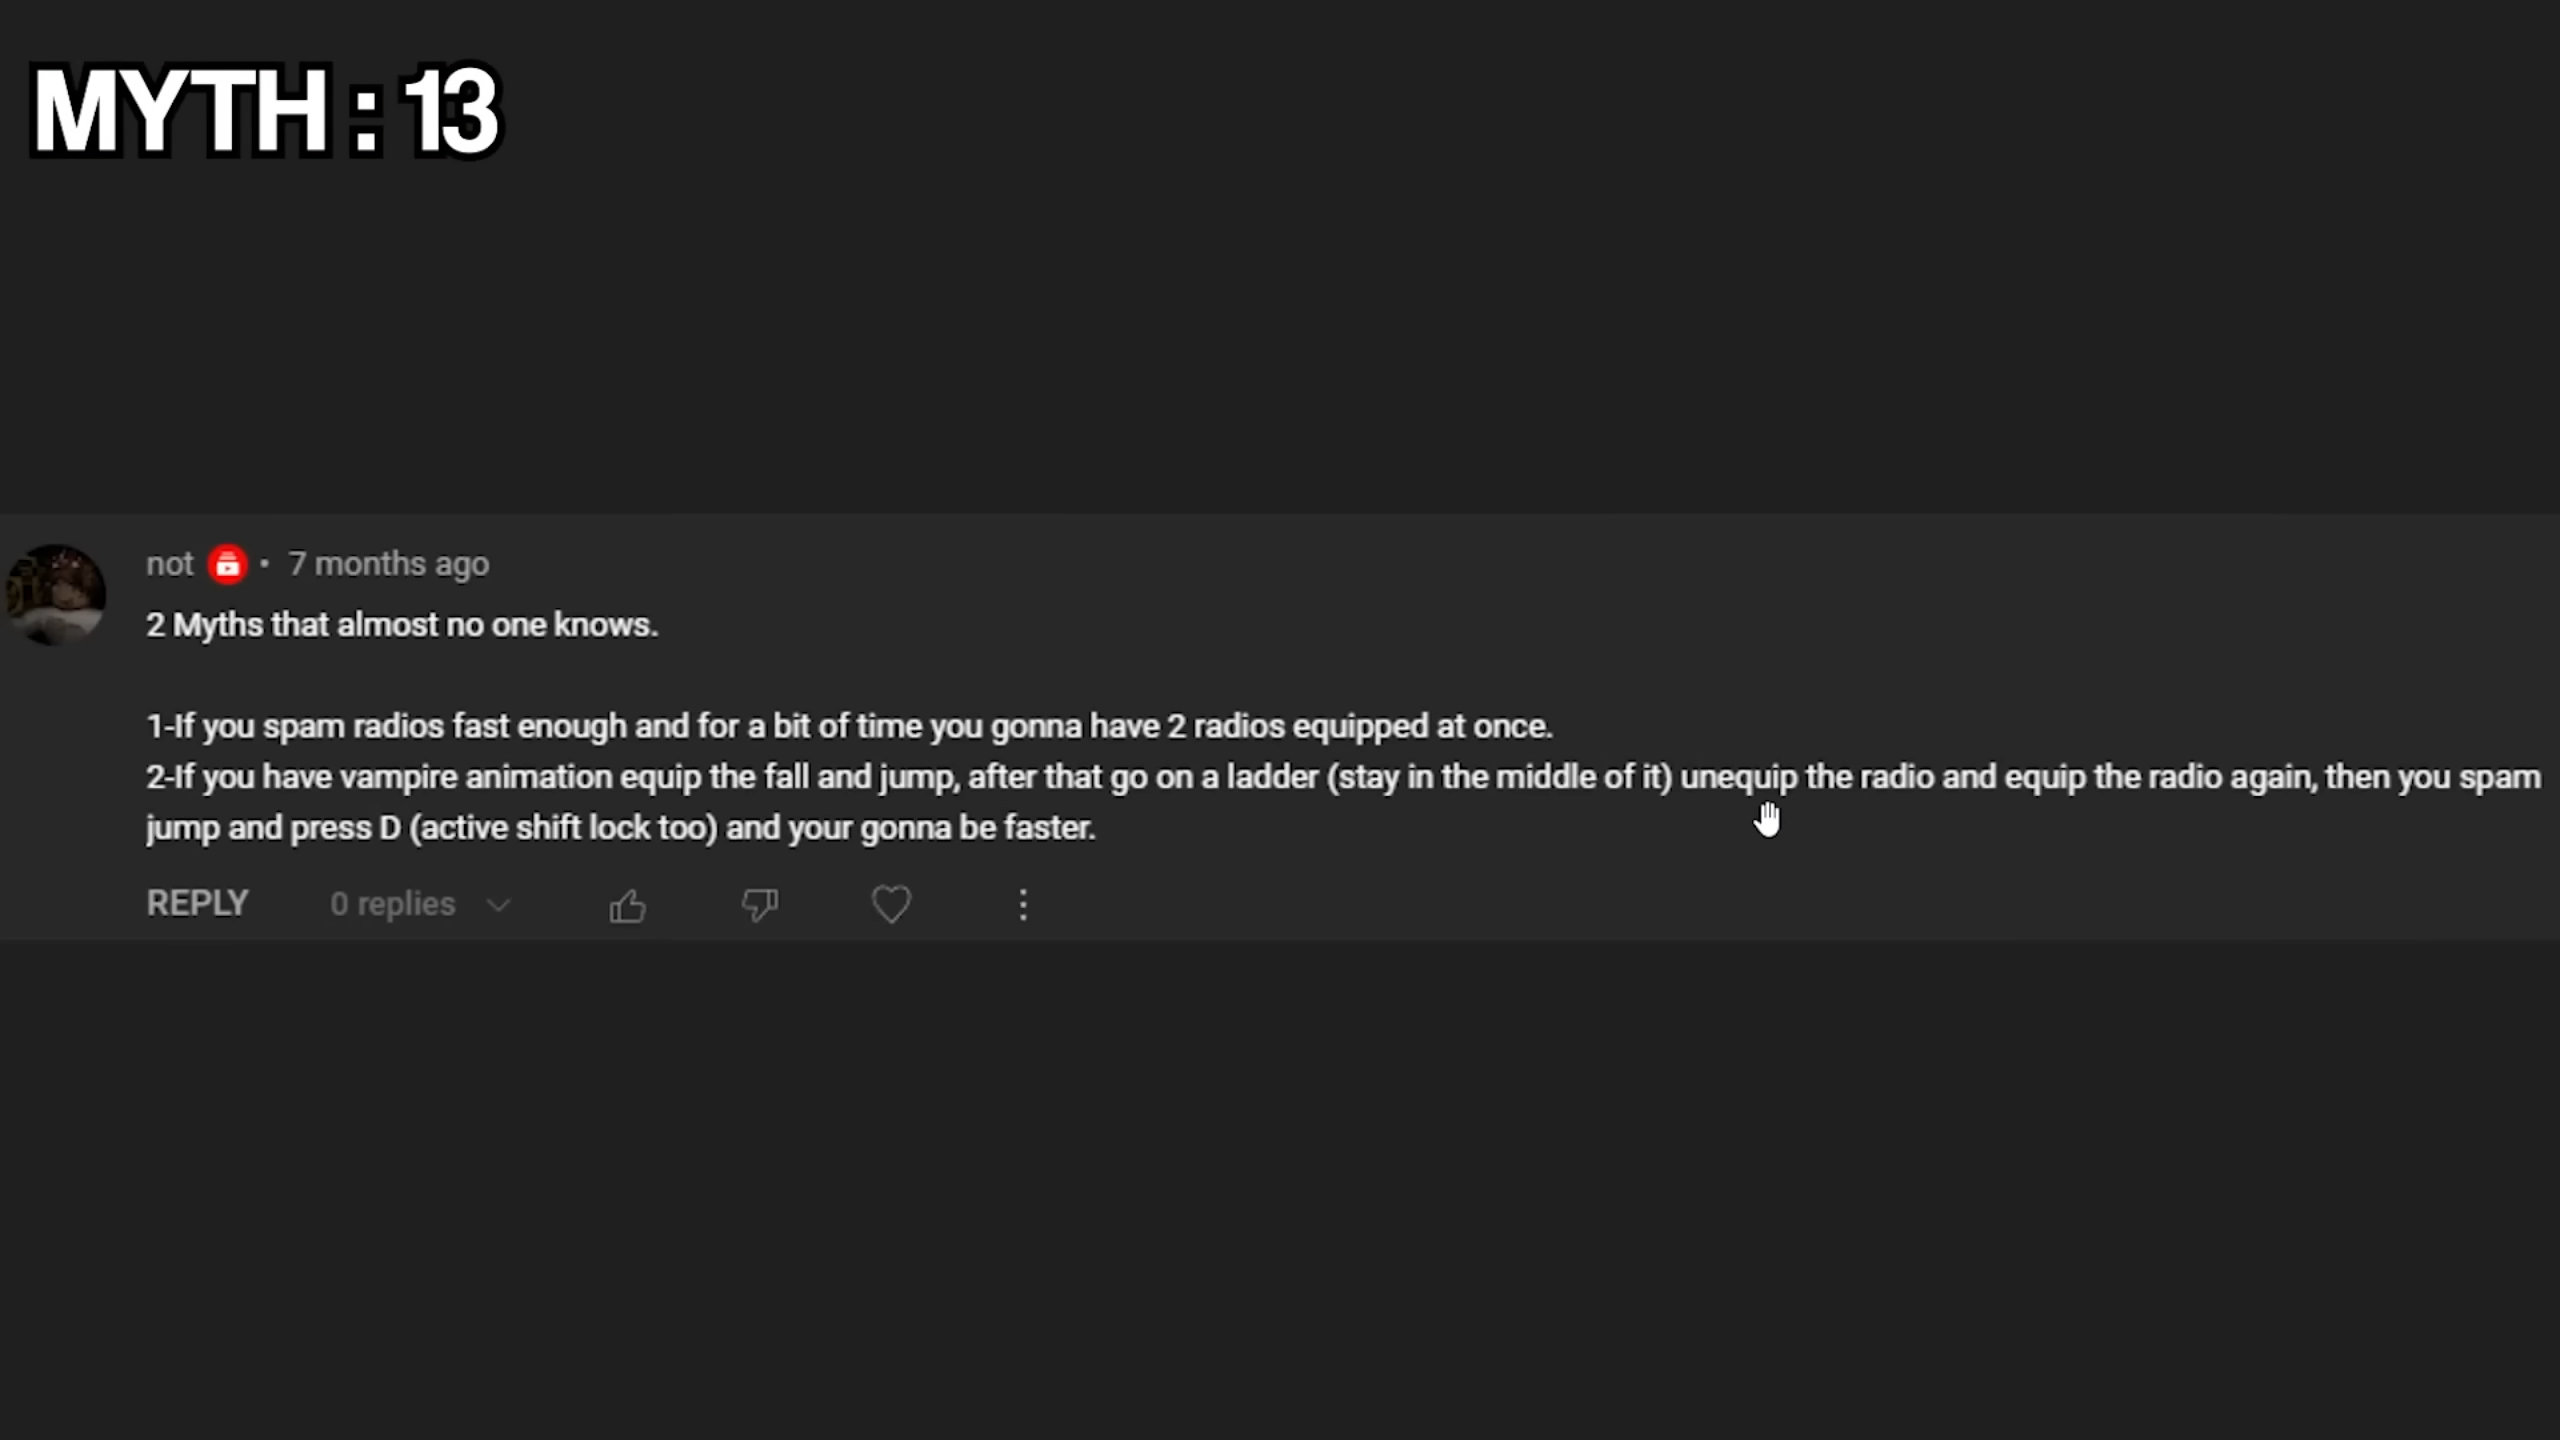 MYTH : 13
not • 7 months ago
2 Myths that almost no one knows.
1-If you spam radios fast enough and for a bit of time you gonna have 2 radios equipped at once.
2-If you have vampire animation equip the fall and jump, after that go on a ladder (stay in the middle of it) unequip the radio and equip the radio again, then you spam
jump and press D (active shift lock too) and your gonna be faster.
REPLY 0 replies